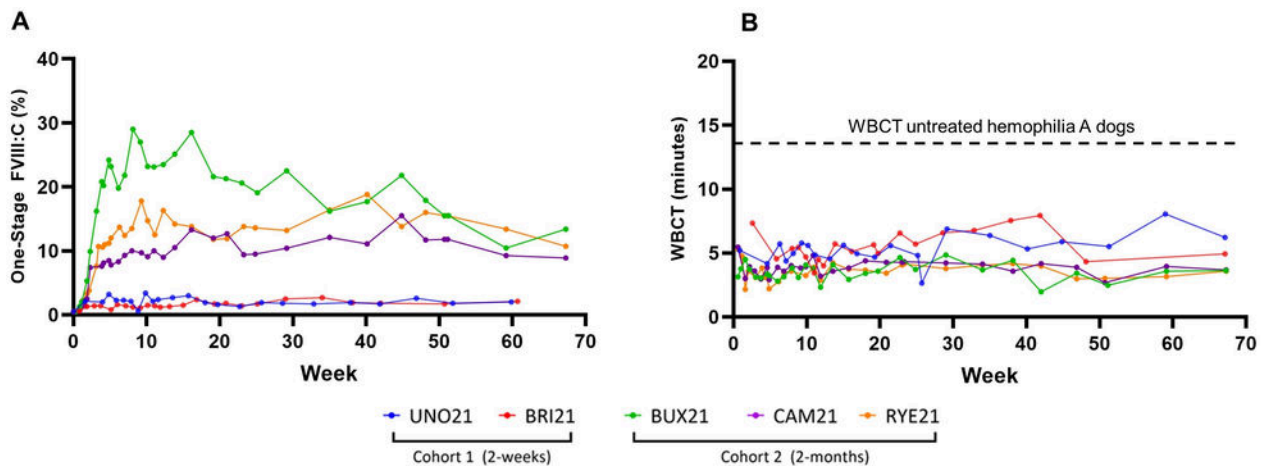 A
One-Stage FVIII:C (%)
40
30
20
10
0
0 10 20 30 40 50 60 70
Week
B
WBCT (minutes)
20
15
10
5
0
WBCT untreated hemophilia A dogs
0 10 20 30 40 50 60 70
Week
UNO21 BRI21 BUX21 CAM21 RYE21
Cohort 1 (2-weeks) Cohort 2 (2-months)